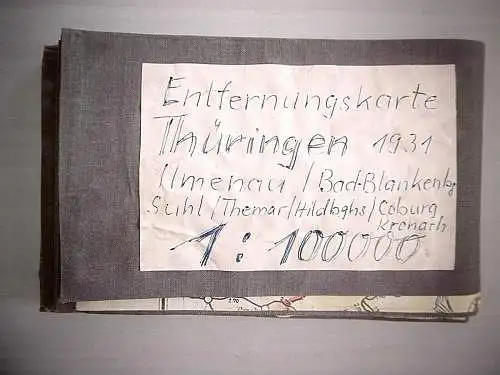 Entfernungskarte
Thüringen 1931
Ilmenau / Bad-Blankenbg
Suhl / Themar / Hildbghs / Coburg
Kronach
1 : 100000